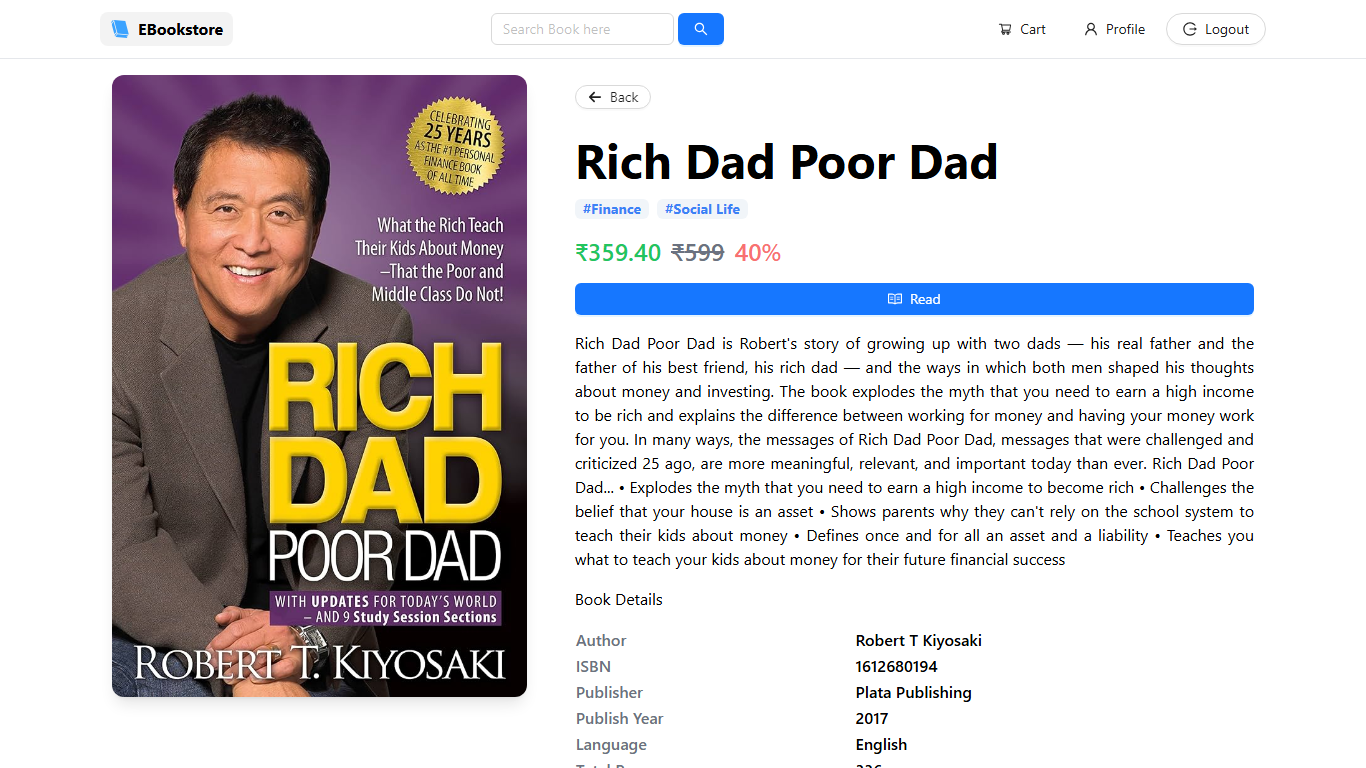 EBookstore
Search Book here
Cart
Profile
Logout
CELEBRATING
25 YEARS
AS THE #1 PERSONAL
FINANCE BOOK
OF ALL TIME
What the Rich Teach
Their Kids About Money
–That the Poor and
Middle Class Do Not!
RICH
DAD
POOR DAD
WITH UPDATES FOR TODAY'S WORLD
– AND 9 Study Session Sections
ROBERT T. KIYOSAKI
Back
Rich Dad Poor Dad
#Finance #Social Life
₹359.40 ₹599 40%
Read
Rich Dad Poor Dad is Robert's story of growing up with two dads — his real father and the
father of his best friend, his rich dad — and the ways in which both men shaped his thoughts
about money and investing. The book explodes the myth that you need to earn a high income
to be rich and explains the difference between working for money and having your money work
for you. In many ways, the messages of Rich Dad Poor Dad, messages that were challenged and
criticized 25 ago, are more meaningful, relevant, and important today than ever. Rich Dad Poor
Dad... • Explodes the myth that you need to earn a high income to become rich • Challenges the
belief that your house is an asset • Shows parents why they can't rely on the school system to
teach their kids about money • Defines once and for all an asset and a liability • Teaches you
what to teach your kids about money for their future financial success
Book Details
Author Robert T Kiyosaki
ISBN 1612680194
Publisher Plata Publishing
Publish Year 2017
Language English